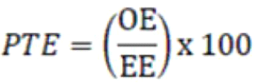 PTE = (OE/EE) x 100